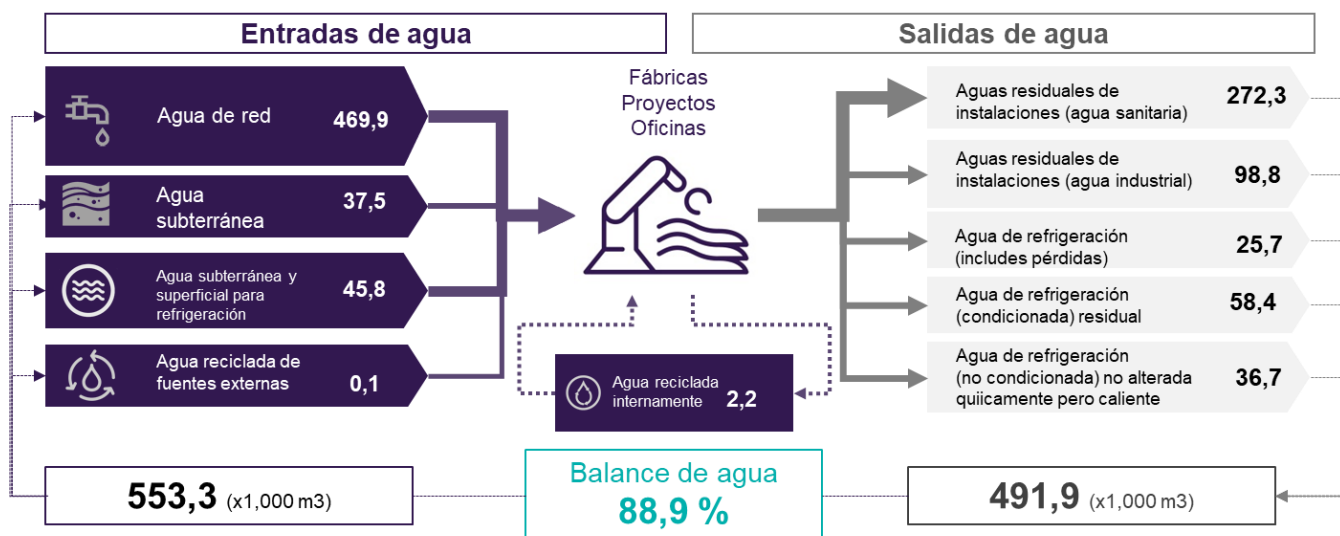 Entradas de agua
Salidas de agua
Agua de red
469,9
Agua
subterránea
37,5
Agua subterránea y
superficial para
refrigeración
45,8
Agua reciclada de
fuentes externas
0,1
Fábricas
Proyectos
Oficinas
Agua reciclada
internamente
2,2
Aguas residuales de
instalaciones (agua sanitaria)
272,3
Aguas residuales de
instalaciones (agua industrial)
98,8
Agua de refrigeración
(includes pérdidas)
25,7
Agua de refrigeración
(condicionada) residual
58,4
Agua de refrigeración
(no condicionada) no alterada
quiicamente pero caliente
36,7
553,3 (x1,000 m3)
Balance de agua
88,9 %
491,9 (x1,000 m3)